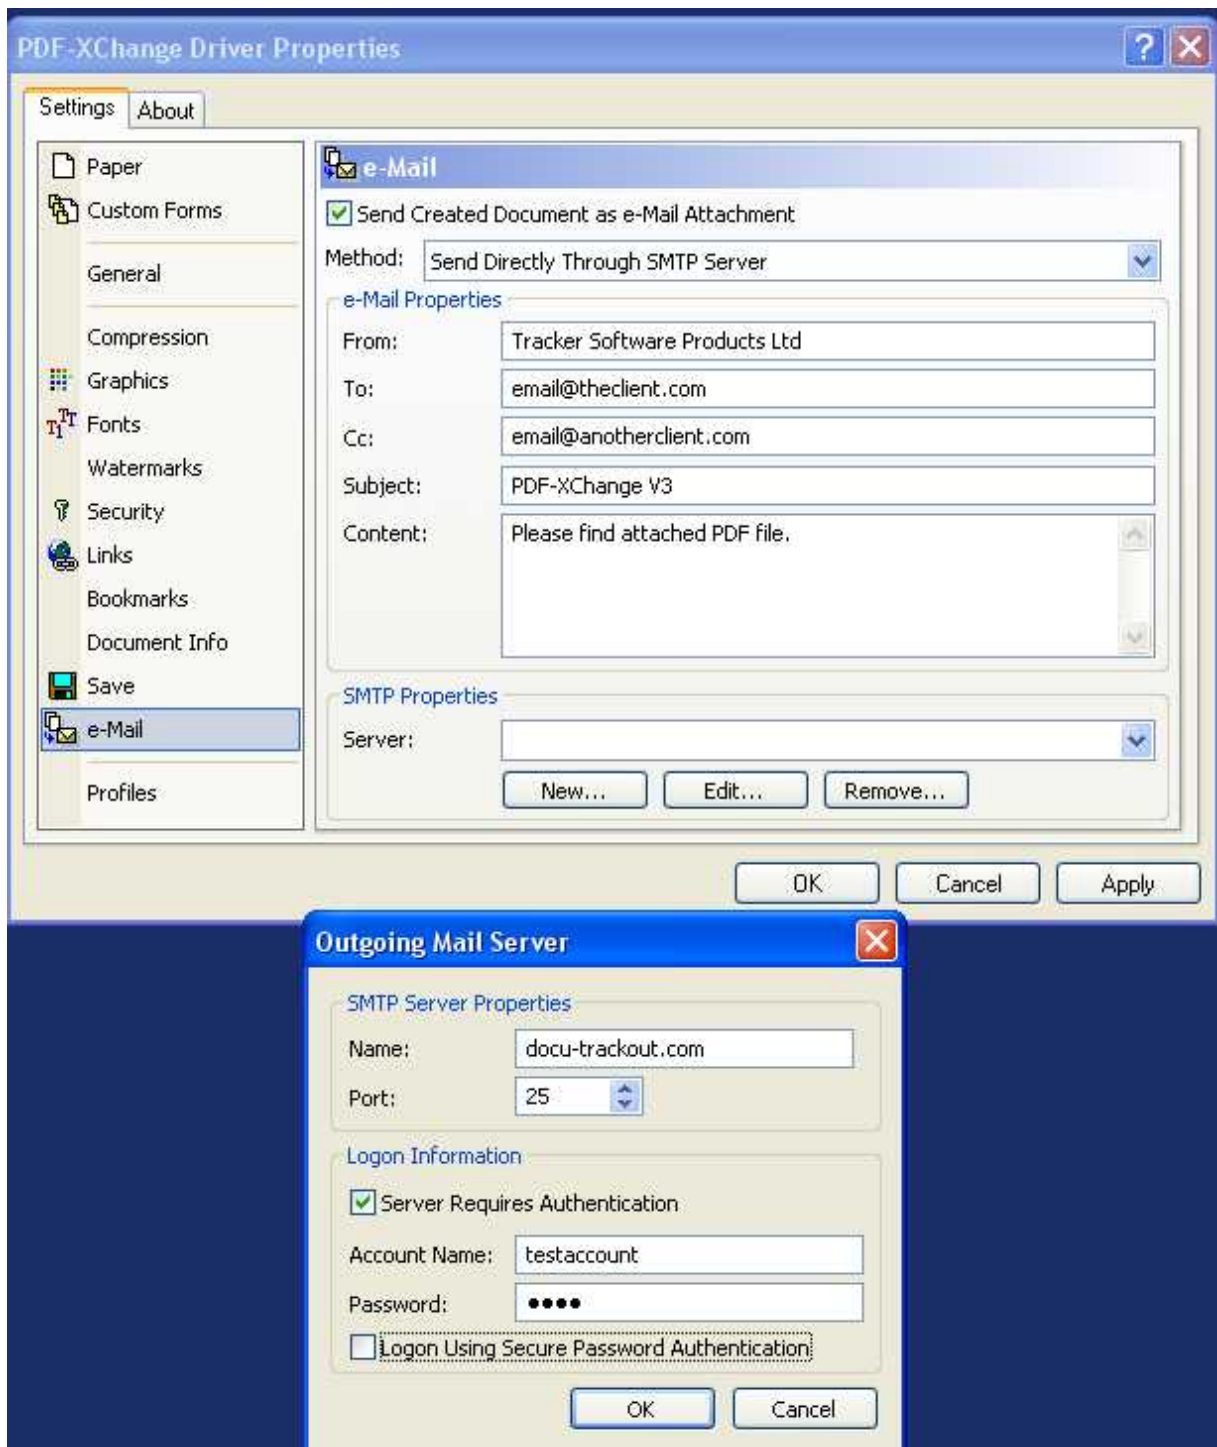 PDF-XChange Driver Properties
Settings
About
Paper
Custom Forms
General
Compression
Graphics
Fonts
Watermarks
Security
Links
Bookmarks
Document Info
Save
e-Mail
Profiles
e-Mail
Send Created Document as e-Mail Attachment
Method: Send Directly Through SMTP Server
e-Mail Properties
From: Tracker Software Products Ltd
To: email@theclient.com
Cc: email@anotherclient.com
Subject: PDF-XChange V3
Content: Please find attached PDF file.
SMTP Properties
Server:
New... Edit... Remove...
OK Cancel Apply
Outgoing Mail Server
SMTP Server Properties
Name: docu-trackout.com
Port: 25
Logon Information
Server Requires Authentication
Account Name: testaccount
Password: ••••
Logon Using Secure Password Authentication
OK Cancel